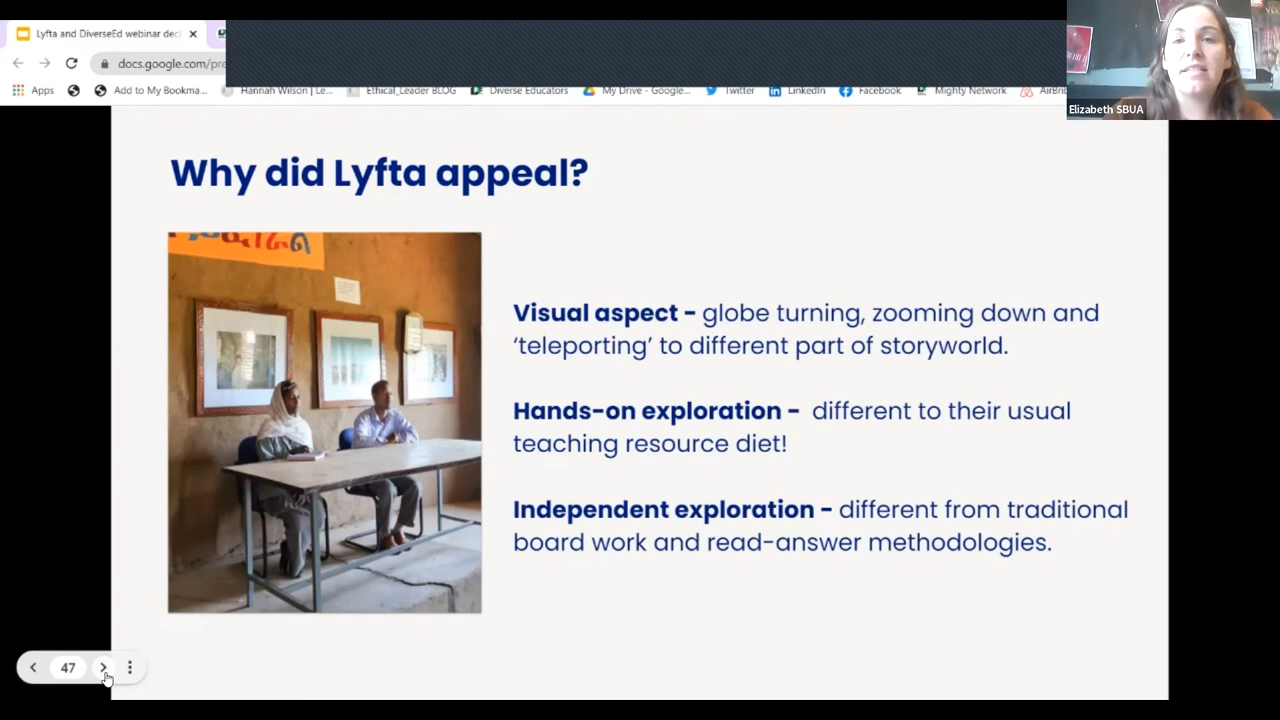 Lyfta and DiverseEd webinar dec
docs.google.com/pre
Apps
Add to My Bookma...
Hannah Wilson | Le...
Ethical_Leader BLOG
Diverse Educators
My Drive - Google...
Twitter
LinkedIn
Facebook
Mighty Network
AirBnb
Elizabeth SBUA
Why did Lyfta appeal?
Visual aspect - globe turning, zooming down and
‘teleporting’ to different part of storyworld.
Hands-on exploration - different to their usual
teaching resource diet!
Independent exploration - different from traditional
board work and read-answer methodologies.
47